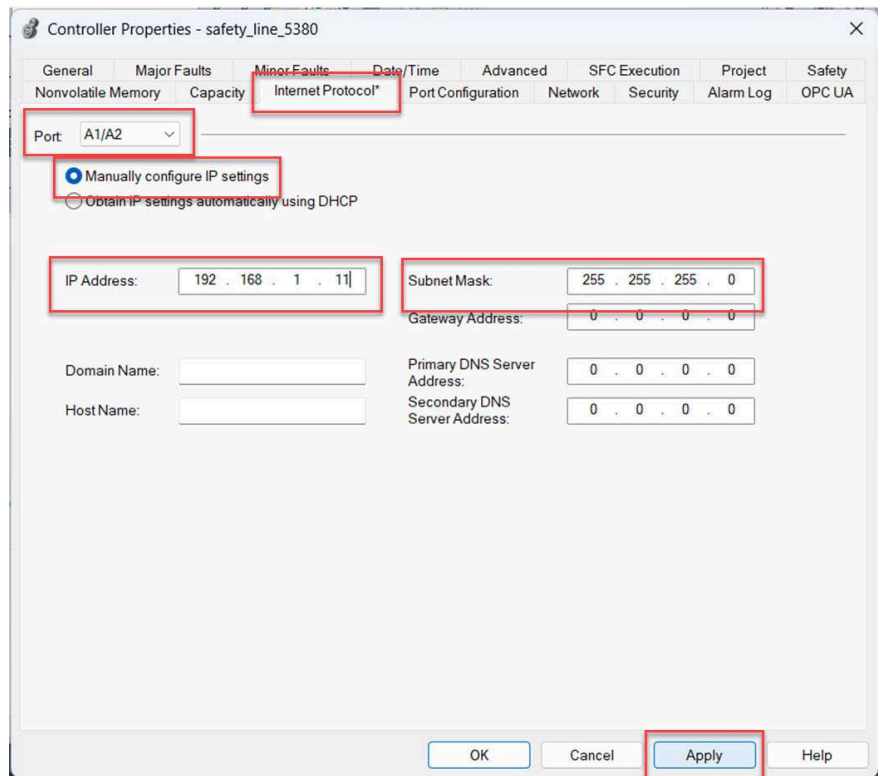 Controller Properties - safety_line_5380
General Major Faults Minor Faults Date/Time Advanced SFC Execution Project Safety
Nonvolatile Memory Capacity Internet Protocol* Port Configuration Network Security Alarm Log OPC UA
Port: A1/A2
Manually configure IP settings
Obtain IP settings automatically using DHCP
IP Address: 192 . 168 . 1 . 11 Subnet Mask: 255 . 255 . 255 . 0
Gateway Address: 0 . 0 . 0 . 0
Domain Name: Primary DNS Server Address: 0 . 0 . 0 . 0
Host Name: Secondary DNS Server Address: 0 . 0 . 0 . 0
OK Cancel Apply Help